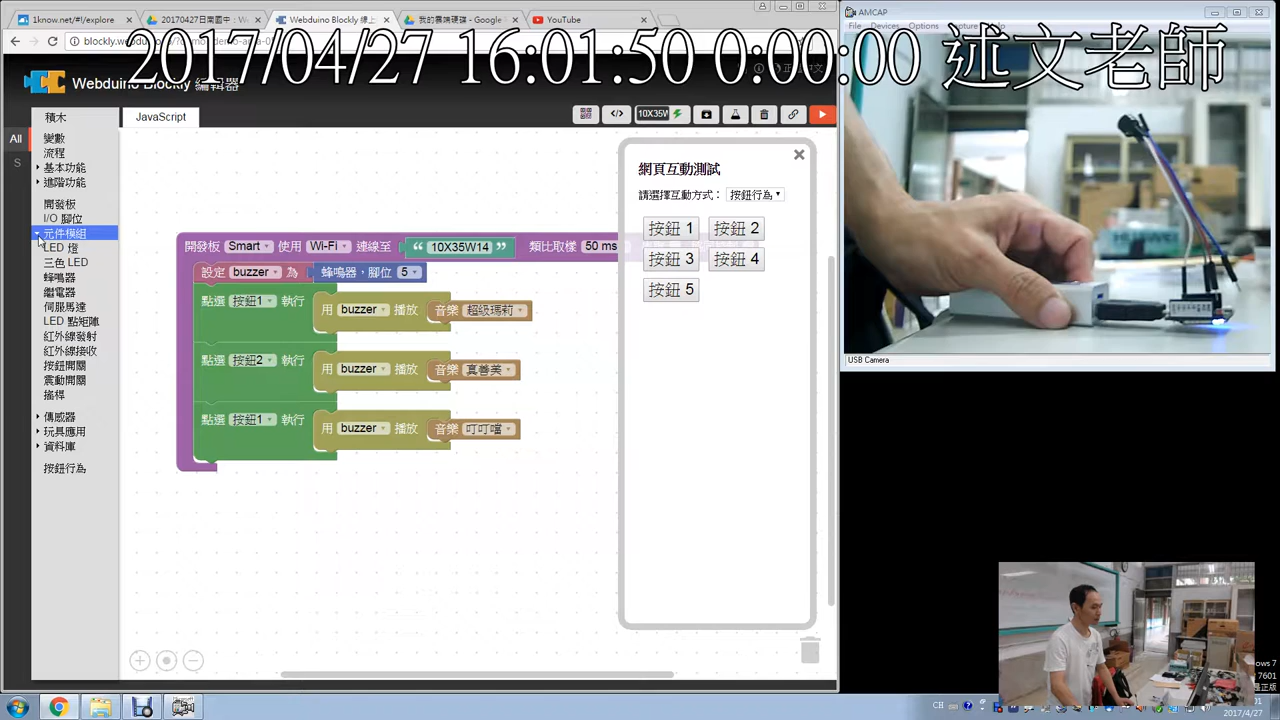 1know.net/#!/explore
20170427日東國中：W
Webduino Blockly 線上
我的雲端硬碟 - Google
YouTube
AMCAP
File Devices Options Capture Help
2017/04/27 16:01:50 0:00:00 述文老師
Webduino Blockly 編輯器
積木
JavaScript
</>
10X35W
All
S
變數
流程
基本功能
進階功能
開發板
I/O 腳位
元件模組
LED 燈
三色 LED
蜂鳴器
繼電器
伺服馬達
LED 點矩陣
紅外線發射
紅外線接收
按鈕開關
震動開關
搖桿
傳感器
玩具應用
資料庫
按鈕行為
開發板 Smart 使用 Wi-Fi 連線至 “ 10X35W14 ” 類比取樣 50 ms
設定 buzzer 為 蜂鳴器，腳位 5
點選 按鈕1 執行 用 buzzer 播放 音樂 超級瑪莉
點選 按鈕2 執行 用 buzzer 播放 音樂 真善美
點選 按鈕1 執行 用 buzzer 播放 音樂 叮叮噹
網頁互動測試
請選擇互動方式： 按鈕行為
按鈕 1 按鈕 2
按鈕 3 按鈕 4
按鈕 5
USB Camera
CH
ows 7
7601
2017/4/27